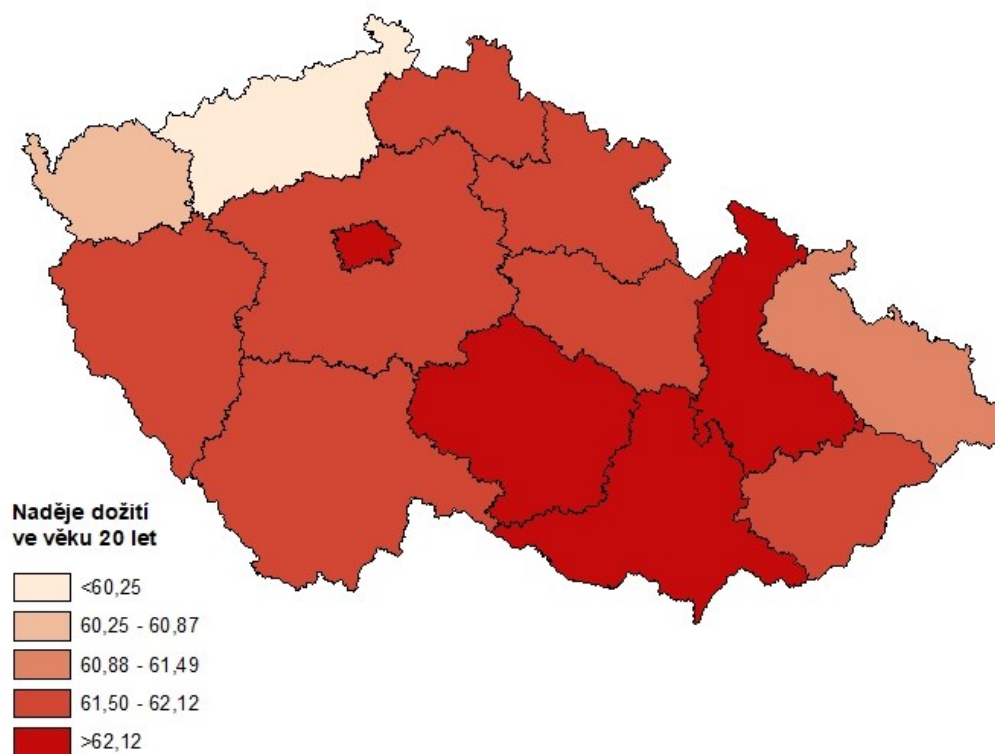 Naděje dožití
ve věku 20 let
<60,25
60,25 - 60,87
60,88 - 61,49
61,50 - 62,12
>62,12